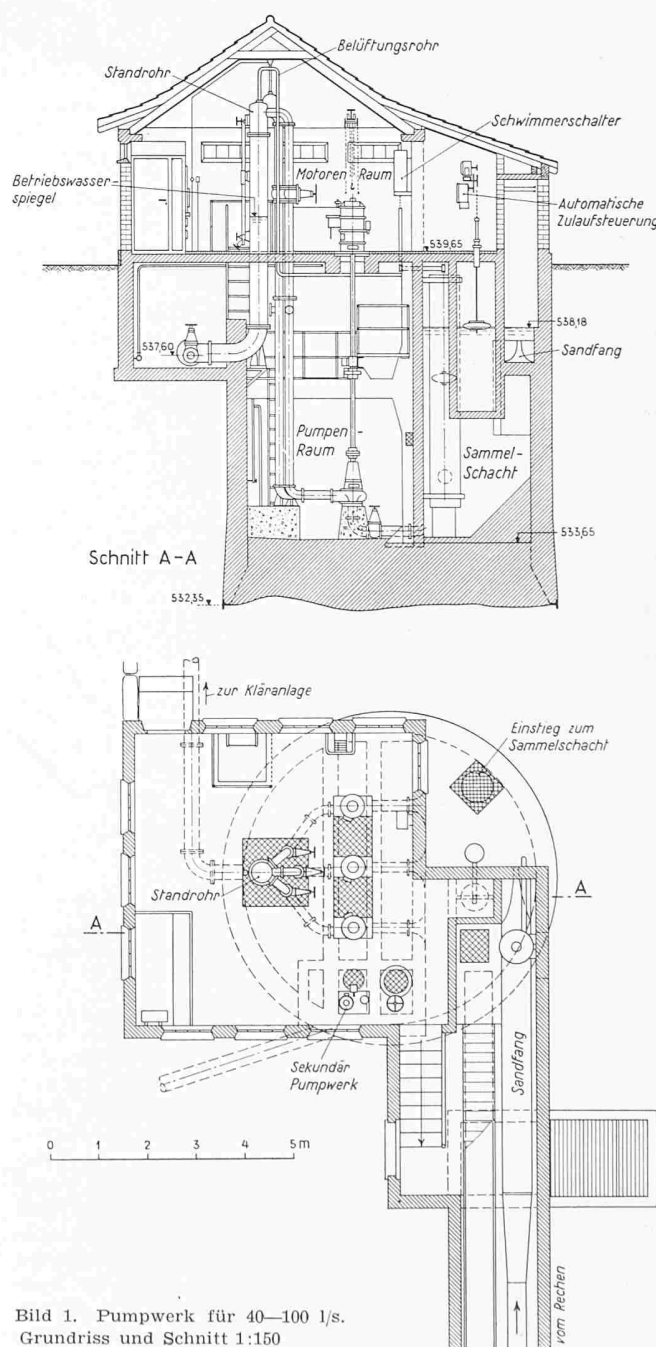 Belüftungsrohr
Standrohr
Schwimmerschalter
Motoren Raum
Betriebswasser-
spiegel
Automatische
Zulaufsteuerung
539,65
538,18
537,60
Sandfang
Pumpen-
Raum
Sammel-
Schacht
533,65
Schnitt A-A
532,35
zur Kläranlage
Einstieg zum
Sammelschacht
Standrohr
A
A
Sekundär
Pumpwerk
Sandfang
0 1 2 3 4 5 m
vom Rechen
Bild 1. Pumpwerk für 40—100 l/s.
Grundriss und Schnitt 1:150